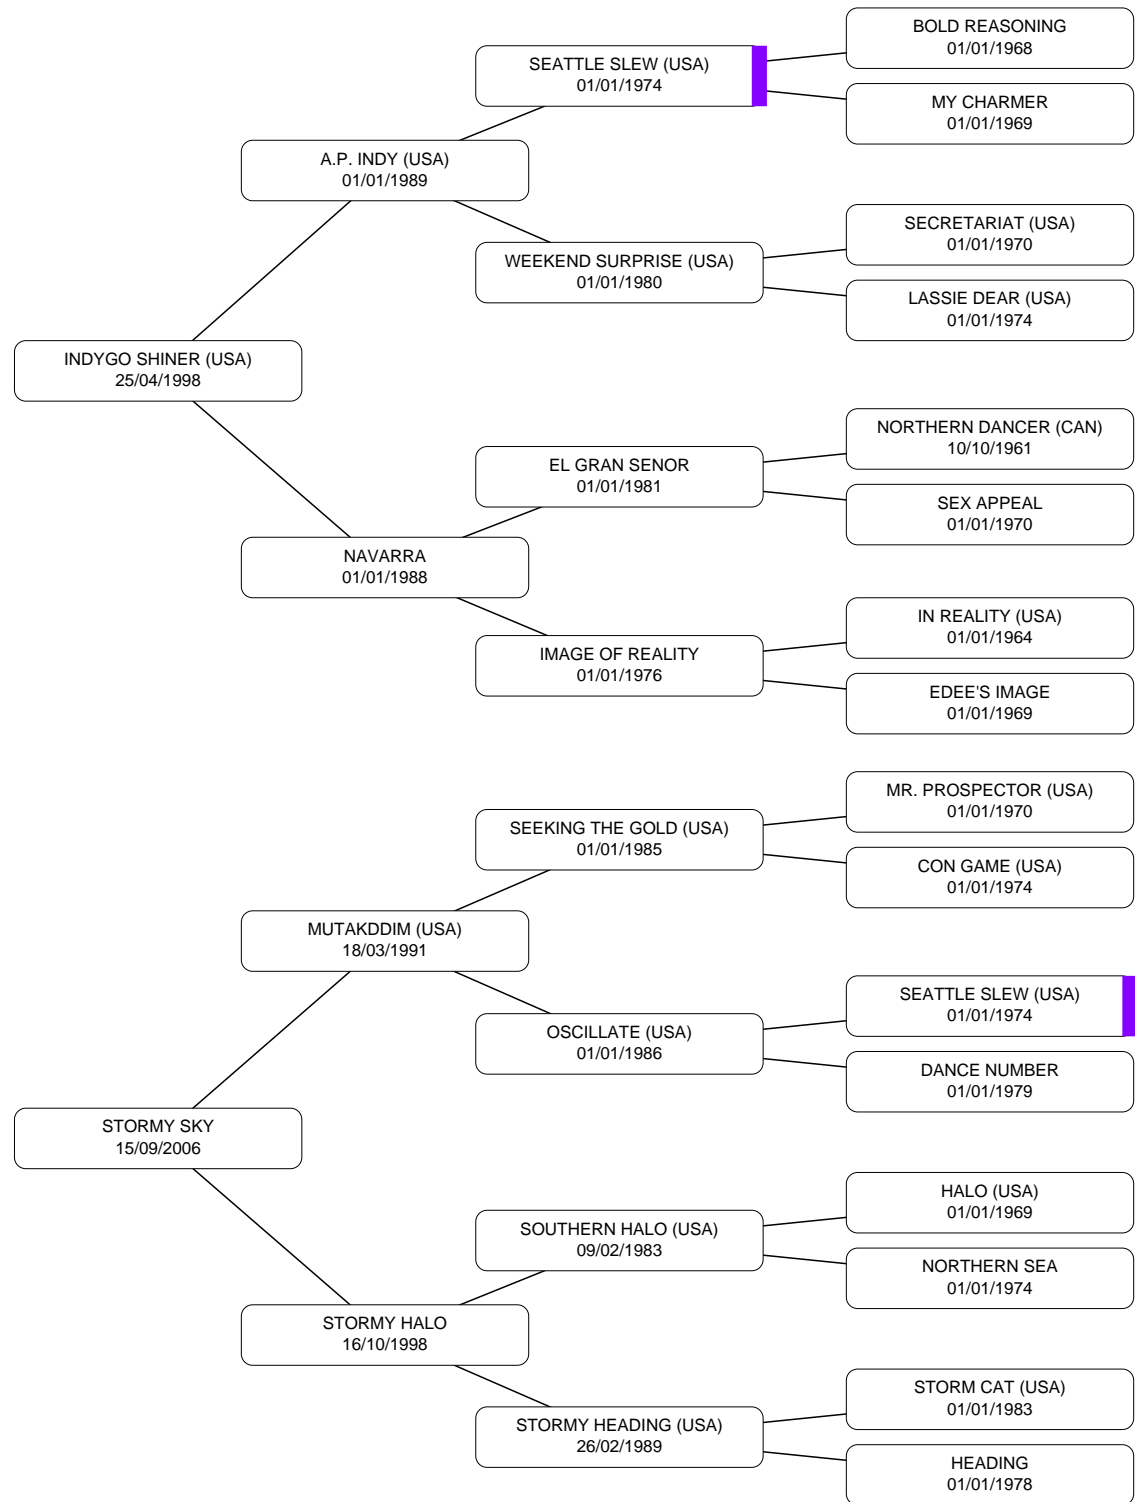 BOLD REASONING
01/01/1968
SEATTLE SLEW (USA)
01/01/1974
MY CHARMER
01/01/1969
A.P. INDY (USA)
01/01/1989
SECRETARIAT (USA)
01/01/1970
WEEKEND SURPRISE (USA)
01/01/1980
LASSIE DEAR (USA)
01/01/1974
INDYGO SHINER (USA)
25/04/1998
NORTHERN DANCER (CAN)
10/10/1961
EL GRAN SENOR
01/01/1981
SEX APPEAL
01/01/1970
NAVARRA
01/01/1988
IN REALITY (USA)
01/01/1964
IMAGE OF REALITY
01/01/1976
EDEE'S IMAGE
01/01/1969
MR. PROSPECTOR (USA)
01/01/1970
SEEKING THE GOLD (USA)
01/01/1985
CON GAME (USA)
01/01/1974
MUTAKDDIM (USA)
18/03/1991
SEATTLE SLEW (USA)
01/01/1974
OSCILLATE (USA)
01/01/1986
DANCE NUMBER
01/01/1979
STORMY SKY
15/09/2006
HALO (USA)
01/01/1969
SOUTHERN HALO (USA)
09/02/1983
NORTHERN SEA
01/01/1974
STORMY HALO
16/10/1998
STORM CAT (USA)
01/01/1983
STORMY HEADING (USA)
26/02/1989
HEADING
01/01/1978